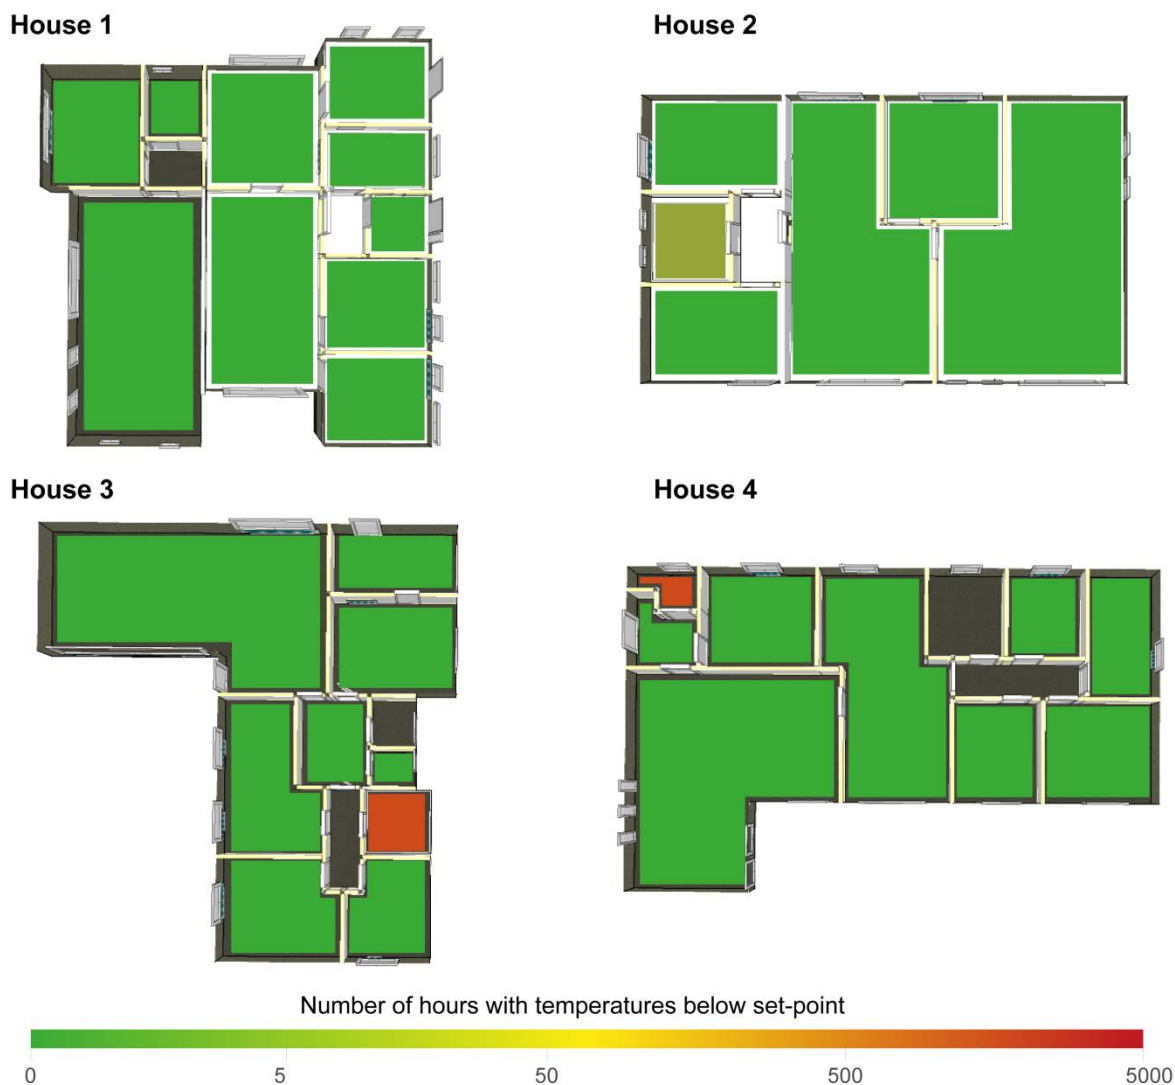 House 1
House 2
House 3
House 4
Number of hours with temperatures below set-point
0 5 50 500 5000